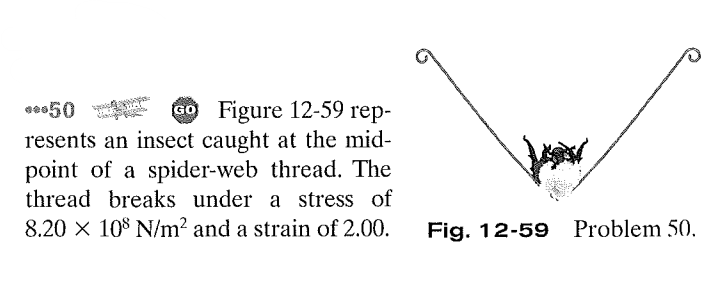 •••50 GO Figure 12-59 rep-
resents an insect caught at the mid-
point of a spider-web thread. The
thread breaks under a stress of
8.20 × 10⁸ N/m² and a strain of 2.00.
Fig. 12-59 Problem 50.